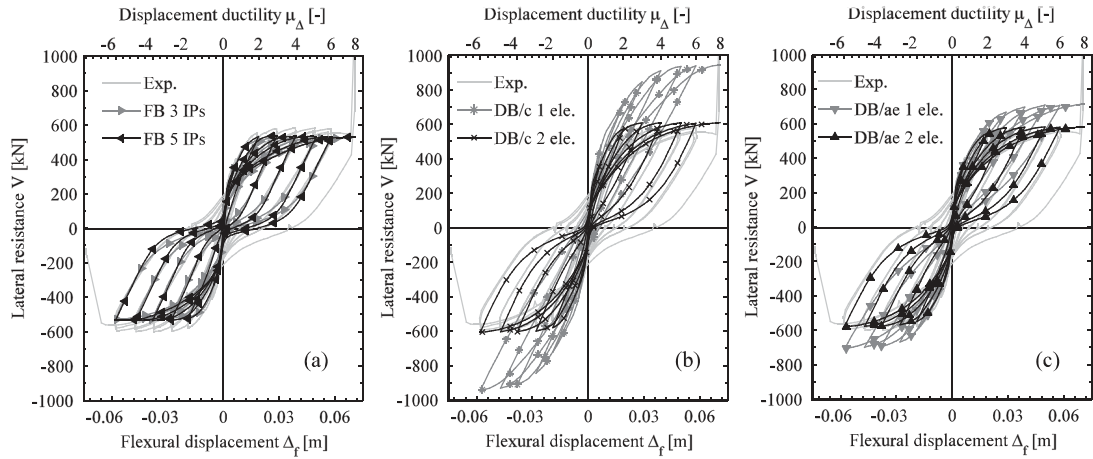 Displacement ductility μΔ [-]
-6 -4 -2 0 2 4 6 8
1000
800
600
400
200
0
-200
-400
-600
-800
-1000
Lateral resistance V [kN]
Exp.
FB 3 IPs
FB 5 IPs
(a)
-0.06 -0.03 0 0.03 0.06
Flexural displacement Δf [m]
Displacement ductility μΔ [-]
-6 -4 -2 0 2 4 6 8
1000
800
600
400
200
0
-200
-400
-600
-800
-1000
Lateral resistance V [kN]
Exp.
DB/c 1 ele.
DB/c 2 ele.
(b)
-0.06 -0.03 0 0.03 0.06
Flexural displacement Δf [m]
Displacement ductility μΔ [-]
-6 -4 -2 0 2 4 6 8
1000
800
600
400
200
0
-200
-400
-600
-800
-1000
Lateral resistance V [kN]
Exp.
DB/ae 1 ele.
DB/ae 2 ele.
(c)
-0.06 -0.03 0 0.03 0.06
Flexural displacement Δf [m]